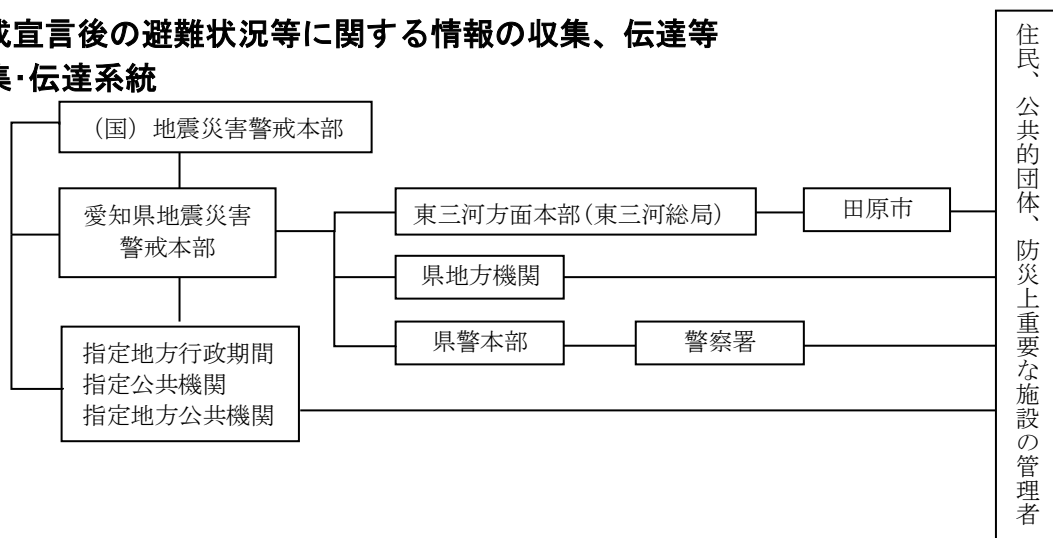 戒宣言後の避難状況等に関する情報の収集、伝達等
集・伝達系統
（国）地震災害警戒本部
愛知県地震災害
警戒本部
指定地方行政期間
指定公共機関
指定地方公共機関
東三河方面本部(東三河総局)
田原市
県地方機関
県警本部
警察署
住民、公共的団体、防災上重要な施設の管理者